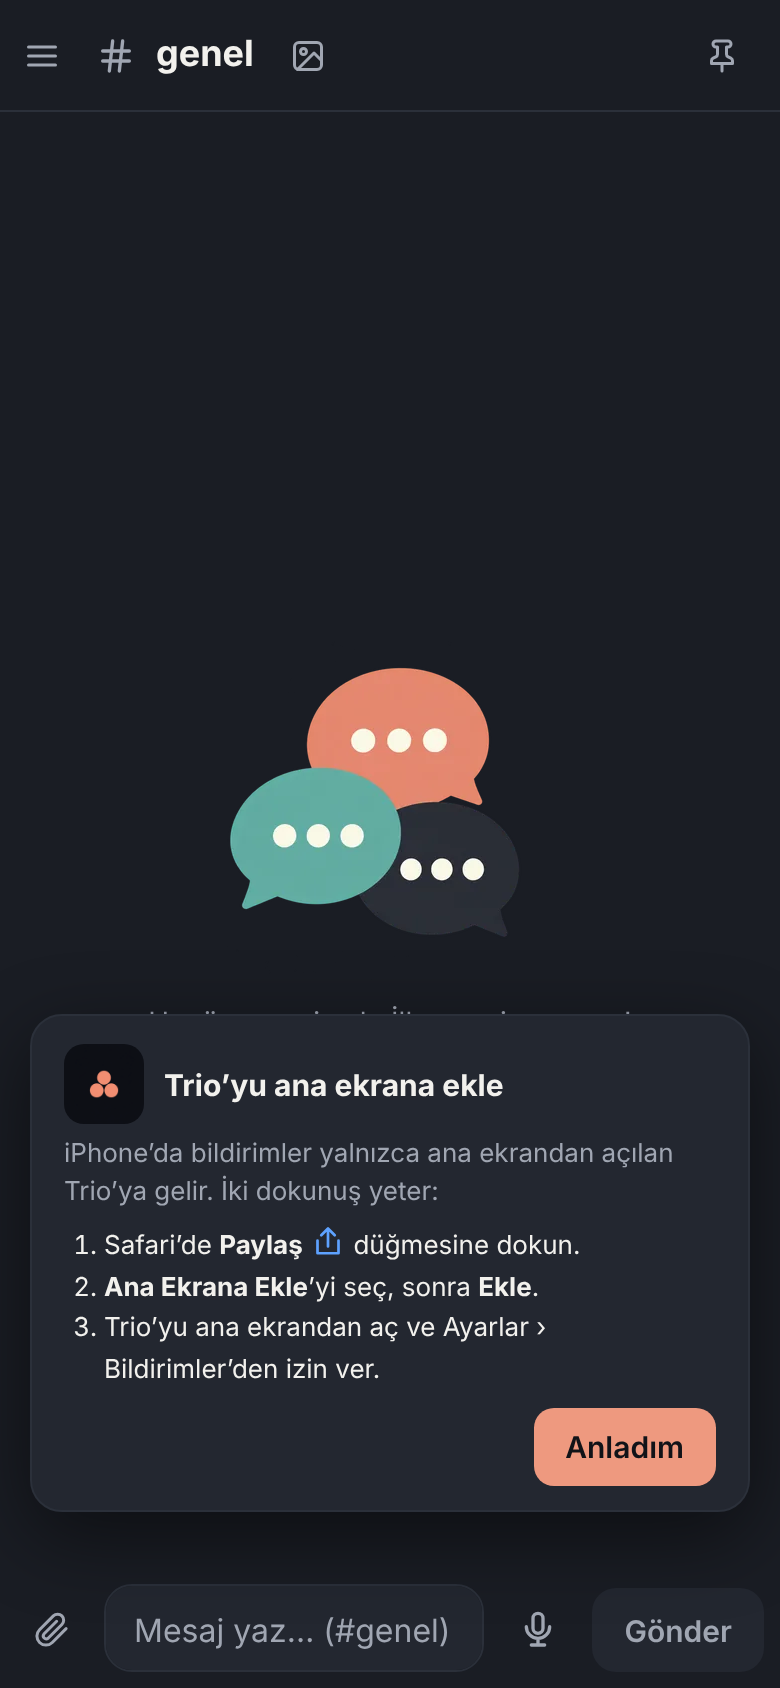 # genel
Trio’yu ana ekrana ekle
iPhone’da bildirimler yalnızca ana ekrandan açılan
Trio’ya gelir. İki dokunuş yeter:
1. Safari’de Paylaş düğmesine dokun.
2. Ana Ekrana Ekle’yi seç, sonra Ekle.
3. Trio’yu ana ekrandan aç ve Ayarlar ›
Bildirimler’den izin ver.
Anladım
Mesaj yaz… (#genel)
Gönder